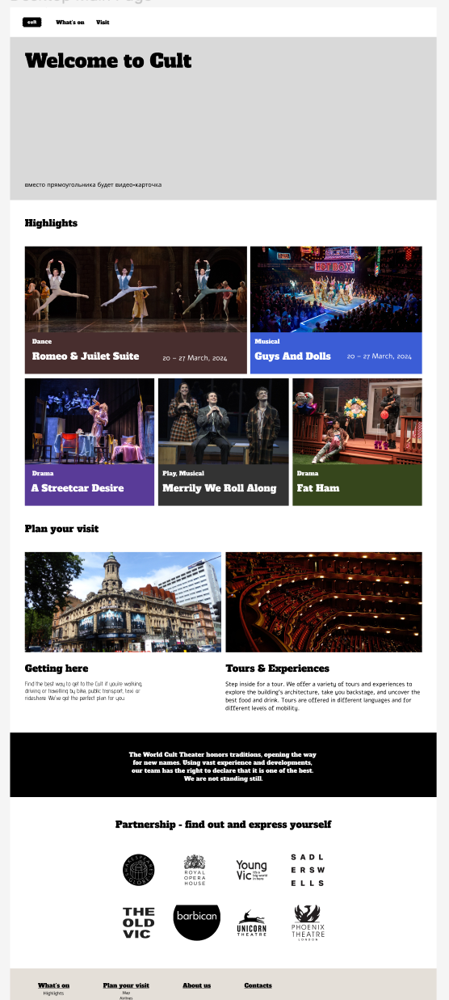 Desktop Main Page
cult
What's on
Visit
Welcome to Cult
вместо прямоугольника будет видео-карточка
Highlights
HOT BOX
Dance
Romeo & Juilet Suite
20 – 27 March, 2024
Musical
Guys And Dolls
20 – 27 March, 2024
Drama
A Streetcar Desire
Play, Musical
Merrily We Roll Along
Drama
Fat Ham
Plan your visit
Getting here
Find the best way to get to the Cult if you're walking,
driving or travelling by bike, public transport, taxi or
rideshare. We've got the perfect plan for you.
Tours & Experiences
Step inside for a tour. We offer a variety of tours and experiences to
explore the building's architecture, take you backstage, and uncover the
best food and drink. Tours are offered in different languages and for
different levels of mobility.
The World Cult Theater honors traditions, opening the way
for new names. Using vast experience and developments,
our team has the right to declare that it is one of the best.
We are not standing still.
Partnership - find out and express yourself
SHAKESPEARE'S GLOBE
ROYAL
OPERA
HOUSE
Young
Vic
It's a
big world
in here
SADL
ERSW
ELLS
THE
OLD
VIC
barbican
UNICORN
THEATRE
PHOENIX
THEATRE
LONDON
What's on
Highlights
Plan your visit
Map
Airlines
About us
Contacts